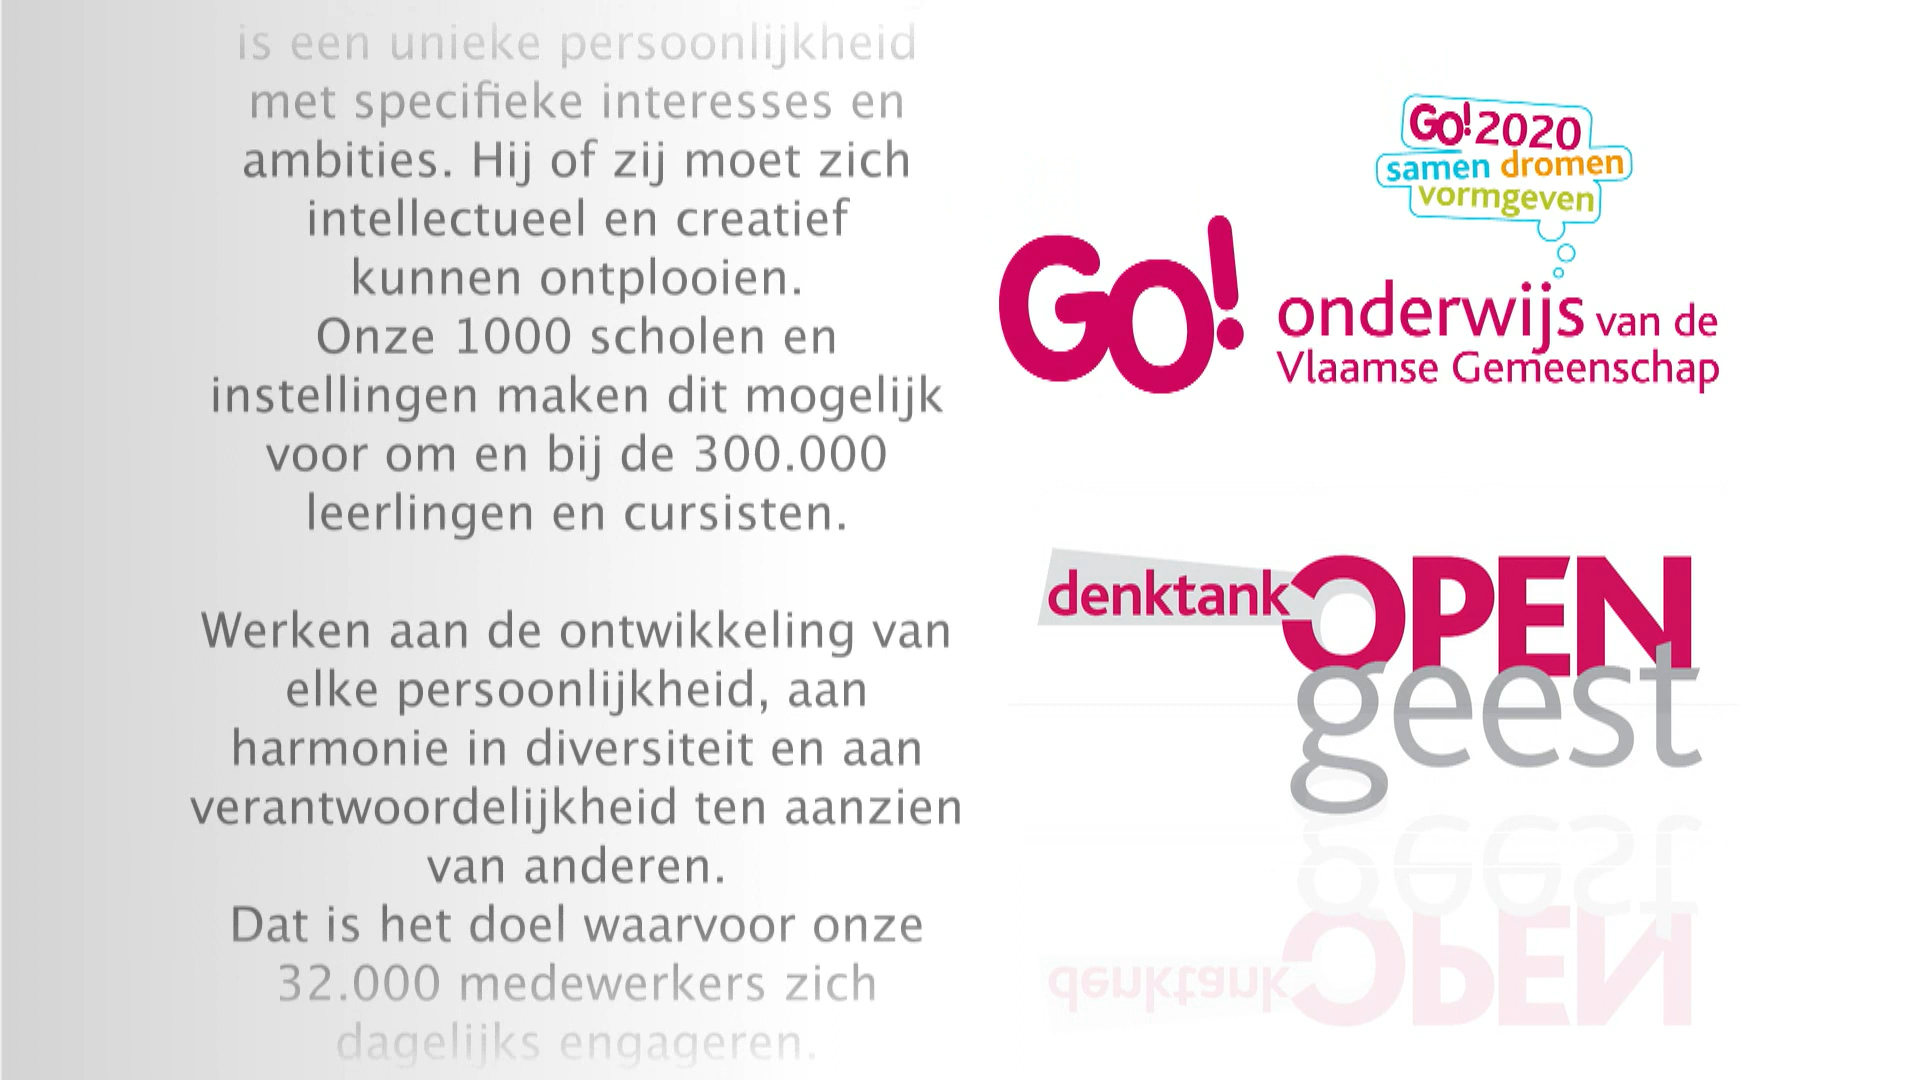 is een unieke persoonlijkheid
met specifieke interesses en
ambities. Hij of zij moet zich
intellectueel en creatief
kunnen ontplooien.
Onze 1000 scholen en
instellingen maken dit mogelijk
voor om en bij de 300.000
leerlingen en cursisten.
Werken aan de ontwikkeling van
elke persoonlijkheid, aan
harmonie in diversiteit en aan
verantwoordelijkheid ten aanzien
van anderen.
Dat is het doel waarvoor onze
32.000 medewerkers zich
dagelijks engageren.
GO! 2020
samen dromen
vormgeven
GO! onderwijs van de
Vlaamse Gemeenschap
denktank OPEN
geest